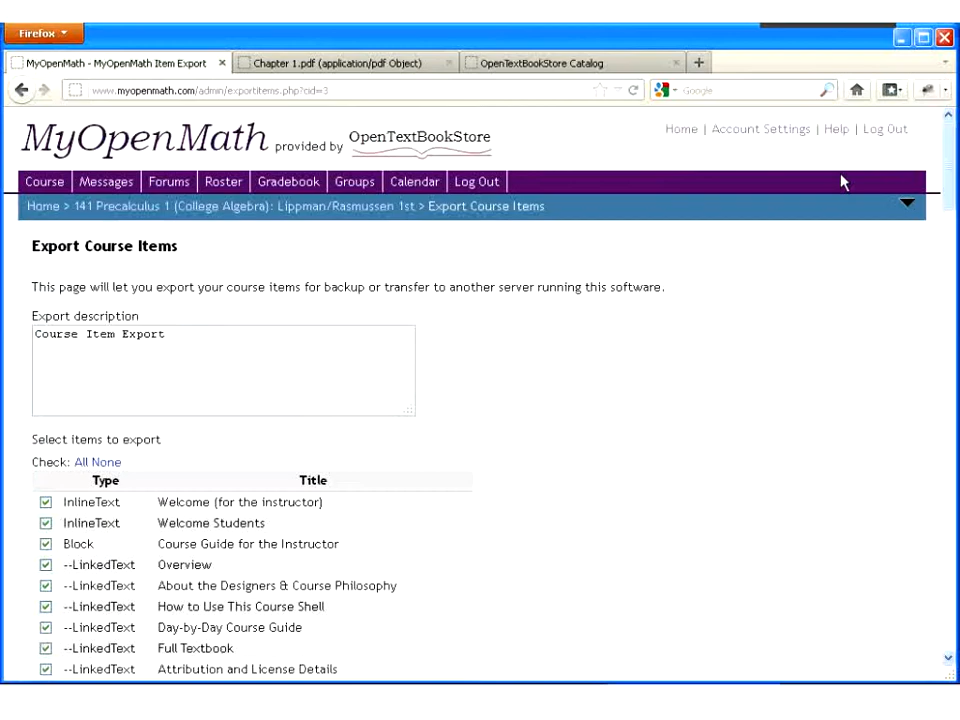 Firefox
MyOpenMath - MyOpenMath Item Export × Chapter 1.pdf (application/pdf Object) × OpenTextBookStore Catalog × +
www.myopenmath.com/admin/exportitems.php?cid=3 Google
MyOpenMath provided by OpenTextBookStore
Home | Account Settings | Help | Log Out
Course | Messages | Forums | Roster | Gradebook | Groups | Calendar | Log Out
Home > 141 Precalculus 1 (College Algebra): Lippman/Rasmussen 1st > Export Course Items
Export Course Items
This page will let you export your course items for backup or transfer to another server running this software.
Export description
Course Item Export
Select items to export
Check: All None
Type Title
InlineText Welcome (for the instructor)
InlineText Welcome Students
Block Course Guide for the Instructor
--LinkedText Overview
--LinkedText About the Designers & Course Philosophy
--LinkedText How to Use This Course Shell
--LinkedText Day-by-Day Course Guide
--LinkedText Full Textbook
--LinkedText Attribution and License Details